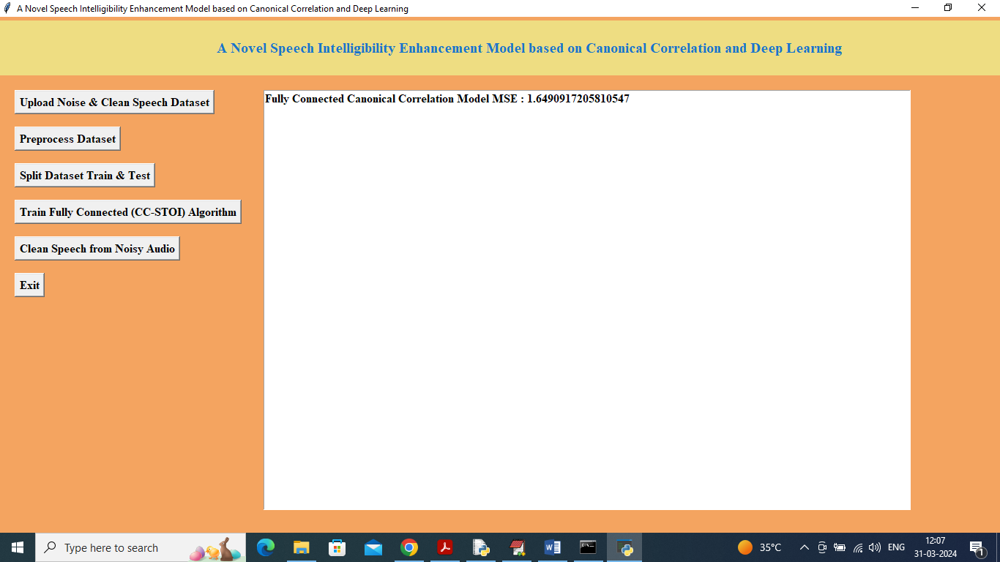 A Novel Speech Intelligibility Enhancement Model based on Canonical Correlation and Deep Learning
A Novel Speech Intelligibility Enhancement Model based on Canonical Correlation and Deep Learning
Upload Noise & Clean Speech Dataset
Preprocess Dataset
Split Dataset Train & Test
Train Fully Connected (CC-STOI) Algorithm
Clean Speech from Noisy Audio
Exit
Fully Connected Canonical Correlation Model MSE : 1.6490917205810547
Type here to search
35°C
ENG
12:07
31-03-2024
1